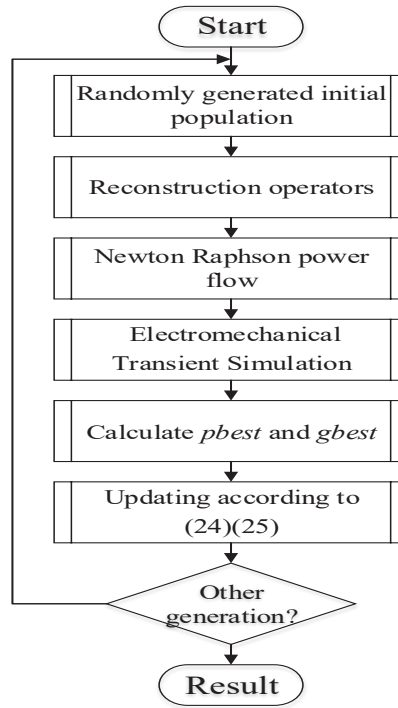 Start
Randomly generated initial
population
Reconstruction operators
Newton Raphson power
flow
Electromechanical
Transient Simulation
Calculate pbest and gbest
Updating according to
(24)(25)
Other
generation?
Result